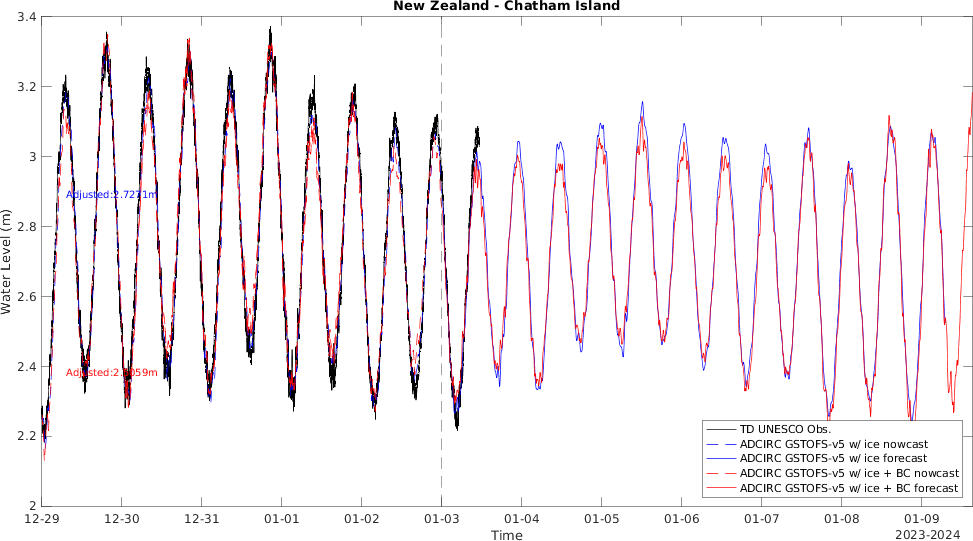 New Zealand - Chatham Island
3.4
3.2
3
2.8
2.6
2.4
2.2
2
Water Level (m)
Adjusted:2.7271m
12-29
12-30
12-31
01-01
01-02
01-03
01-04
01-05
01-06
01-07
01-08
01-09
2023-2024
Time
TD UNESCO Obs.
ADCIRC GSTOFS-v5 w/ ice nowcast
ADCIRC GSTOFS-v5 w/ ice forecast
ADCIRC GSTOFS-v5 w/ ice + BC nowcast
ADCIRC GSTOFS-v5 w/ ice + BC forecast